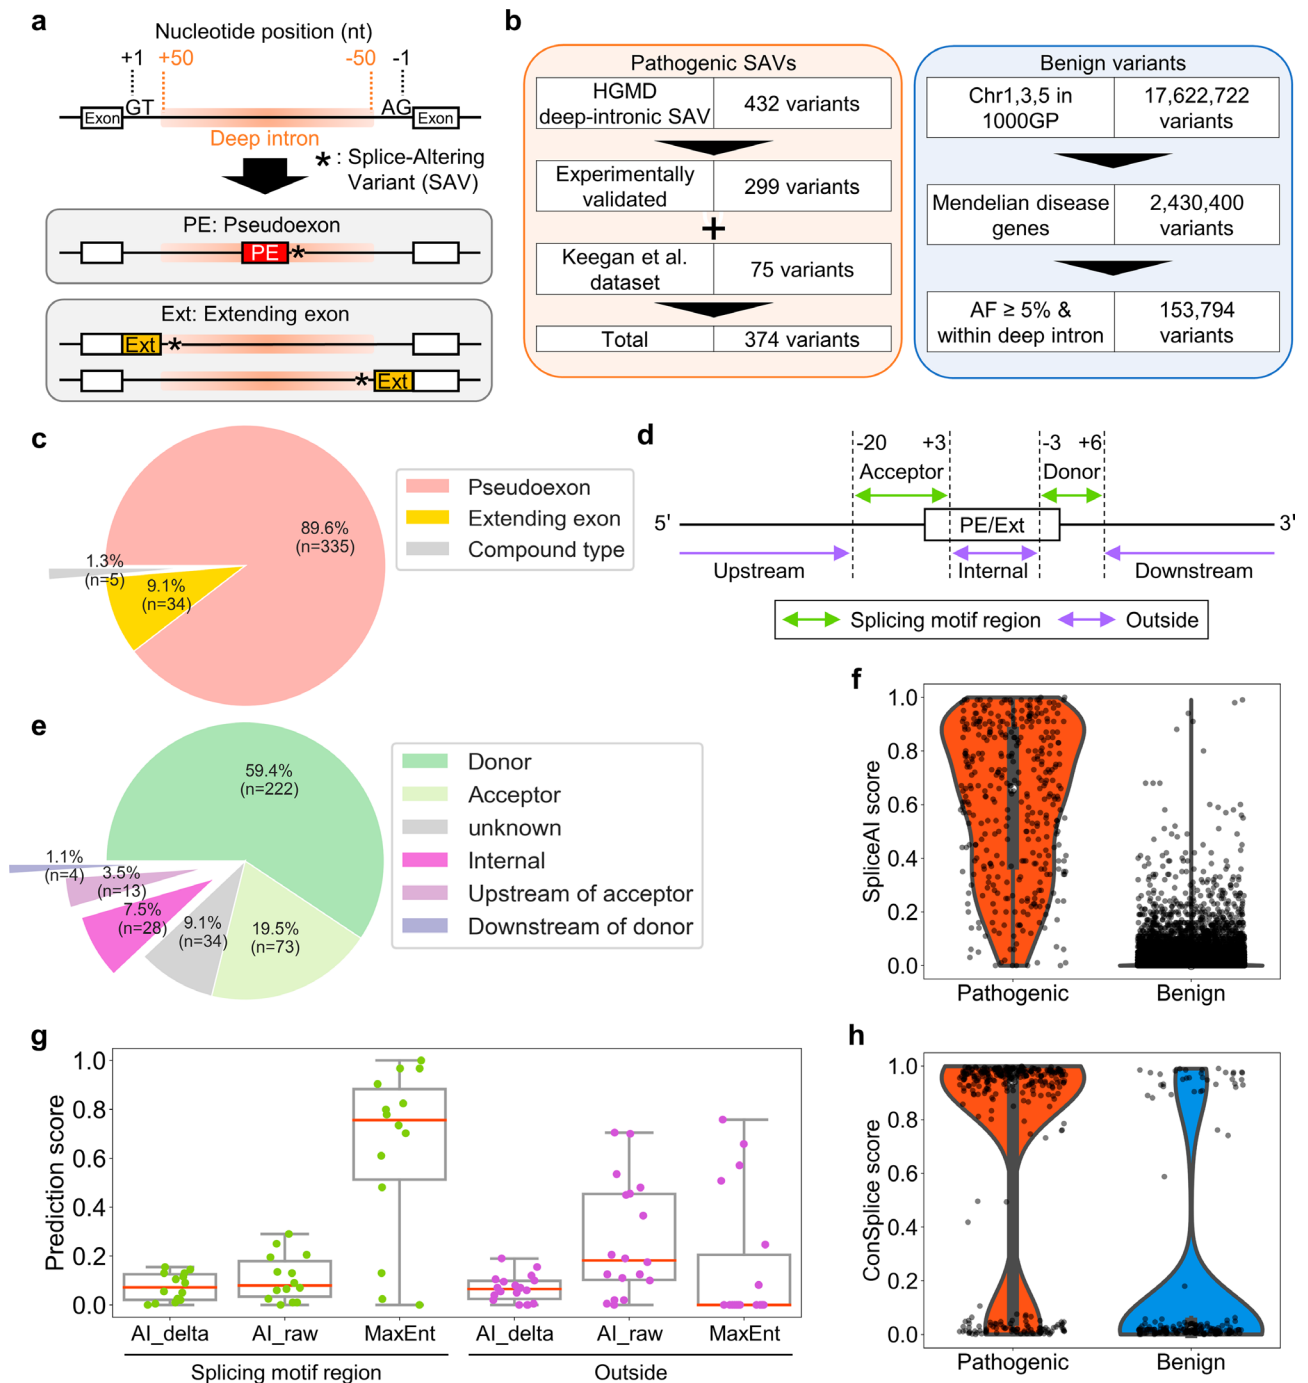 a
Nucleotide position (nt)
+1 +50 -50 -1
GT AG
Exon Exon
Deep intron
* : Splice-Altering
Variant (SAV)
PE: Pseudoexon
PE *
Ext: Extending exon
Ext *
* Ext
b
Pathogenic SAVs
HGMD
deep-intronic SAV
432 variants
Experimentally
validated
299 variants
+
Keegan et al.
dataset
75 variants
Total
374 variants
Benign variants
Chr1,3,5 in
1000GP
17,622,722
variants
Mendelian disease
genes
2,430,400
variants
AF ≥ 5% &
within deep intron
153,794
variants
c
89.6%
(n=335)
1.3%
(n=5)
9.1%
(n=34)
Pseudoexon
Extending exon
Compound type
d
-20 +3 -3 +6
Acceptor Donor
5' PE/Ext 3'
Upstream Internal Downstream
Splicing motif region Outside
e
59.4%
(n=222)
1.1%
(n=4)
3.5%
(n=13)
7.5%
(n=28)
9.1%
(n=34)
19.5%
(n=73)
Donor
Acceptor
unknown
Internal
Upstream of acceptor
Downstream of donor
f
SpliceAI score
1.0
0.8
0.6
0.4
0.2
0.0
Pathogenic Benign
g
Prediction score
1.0
0.8
0.6
0.4
0.2
0.0
AI_delta AI_raw MaxEnt AI_delta AI_raw MaxEnt
Splicing motif region Outside
h
ConSplice score
1.0
0.8
0.6
0.4
0.2
0.0
Pathogenic Benign